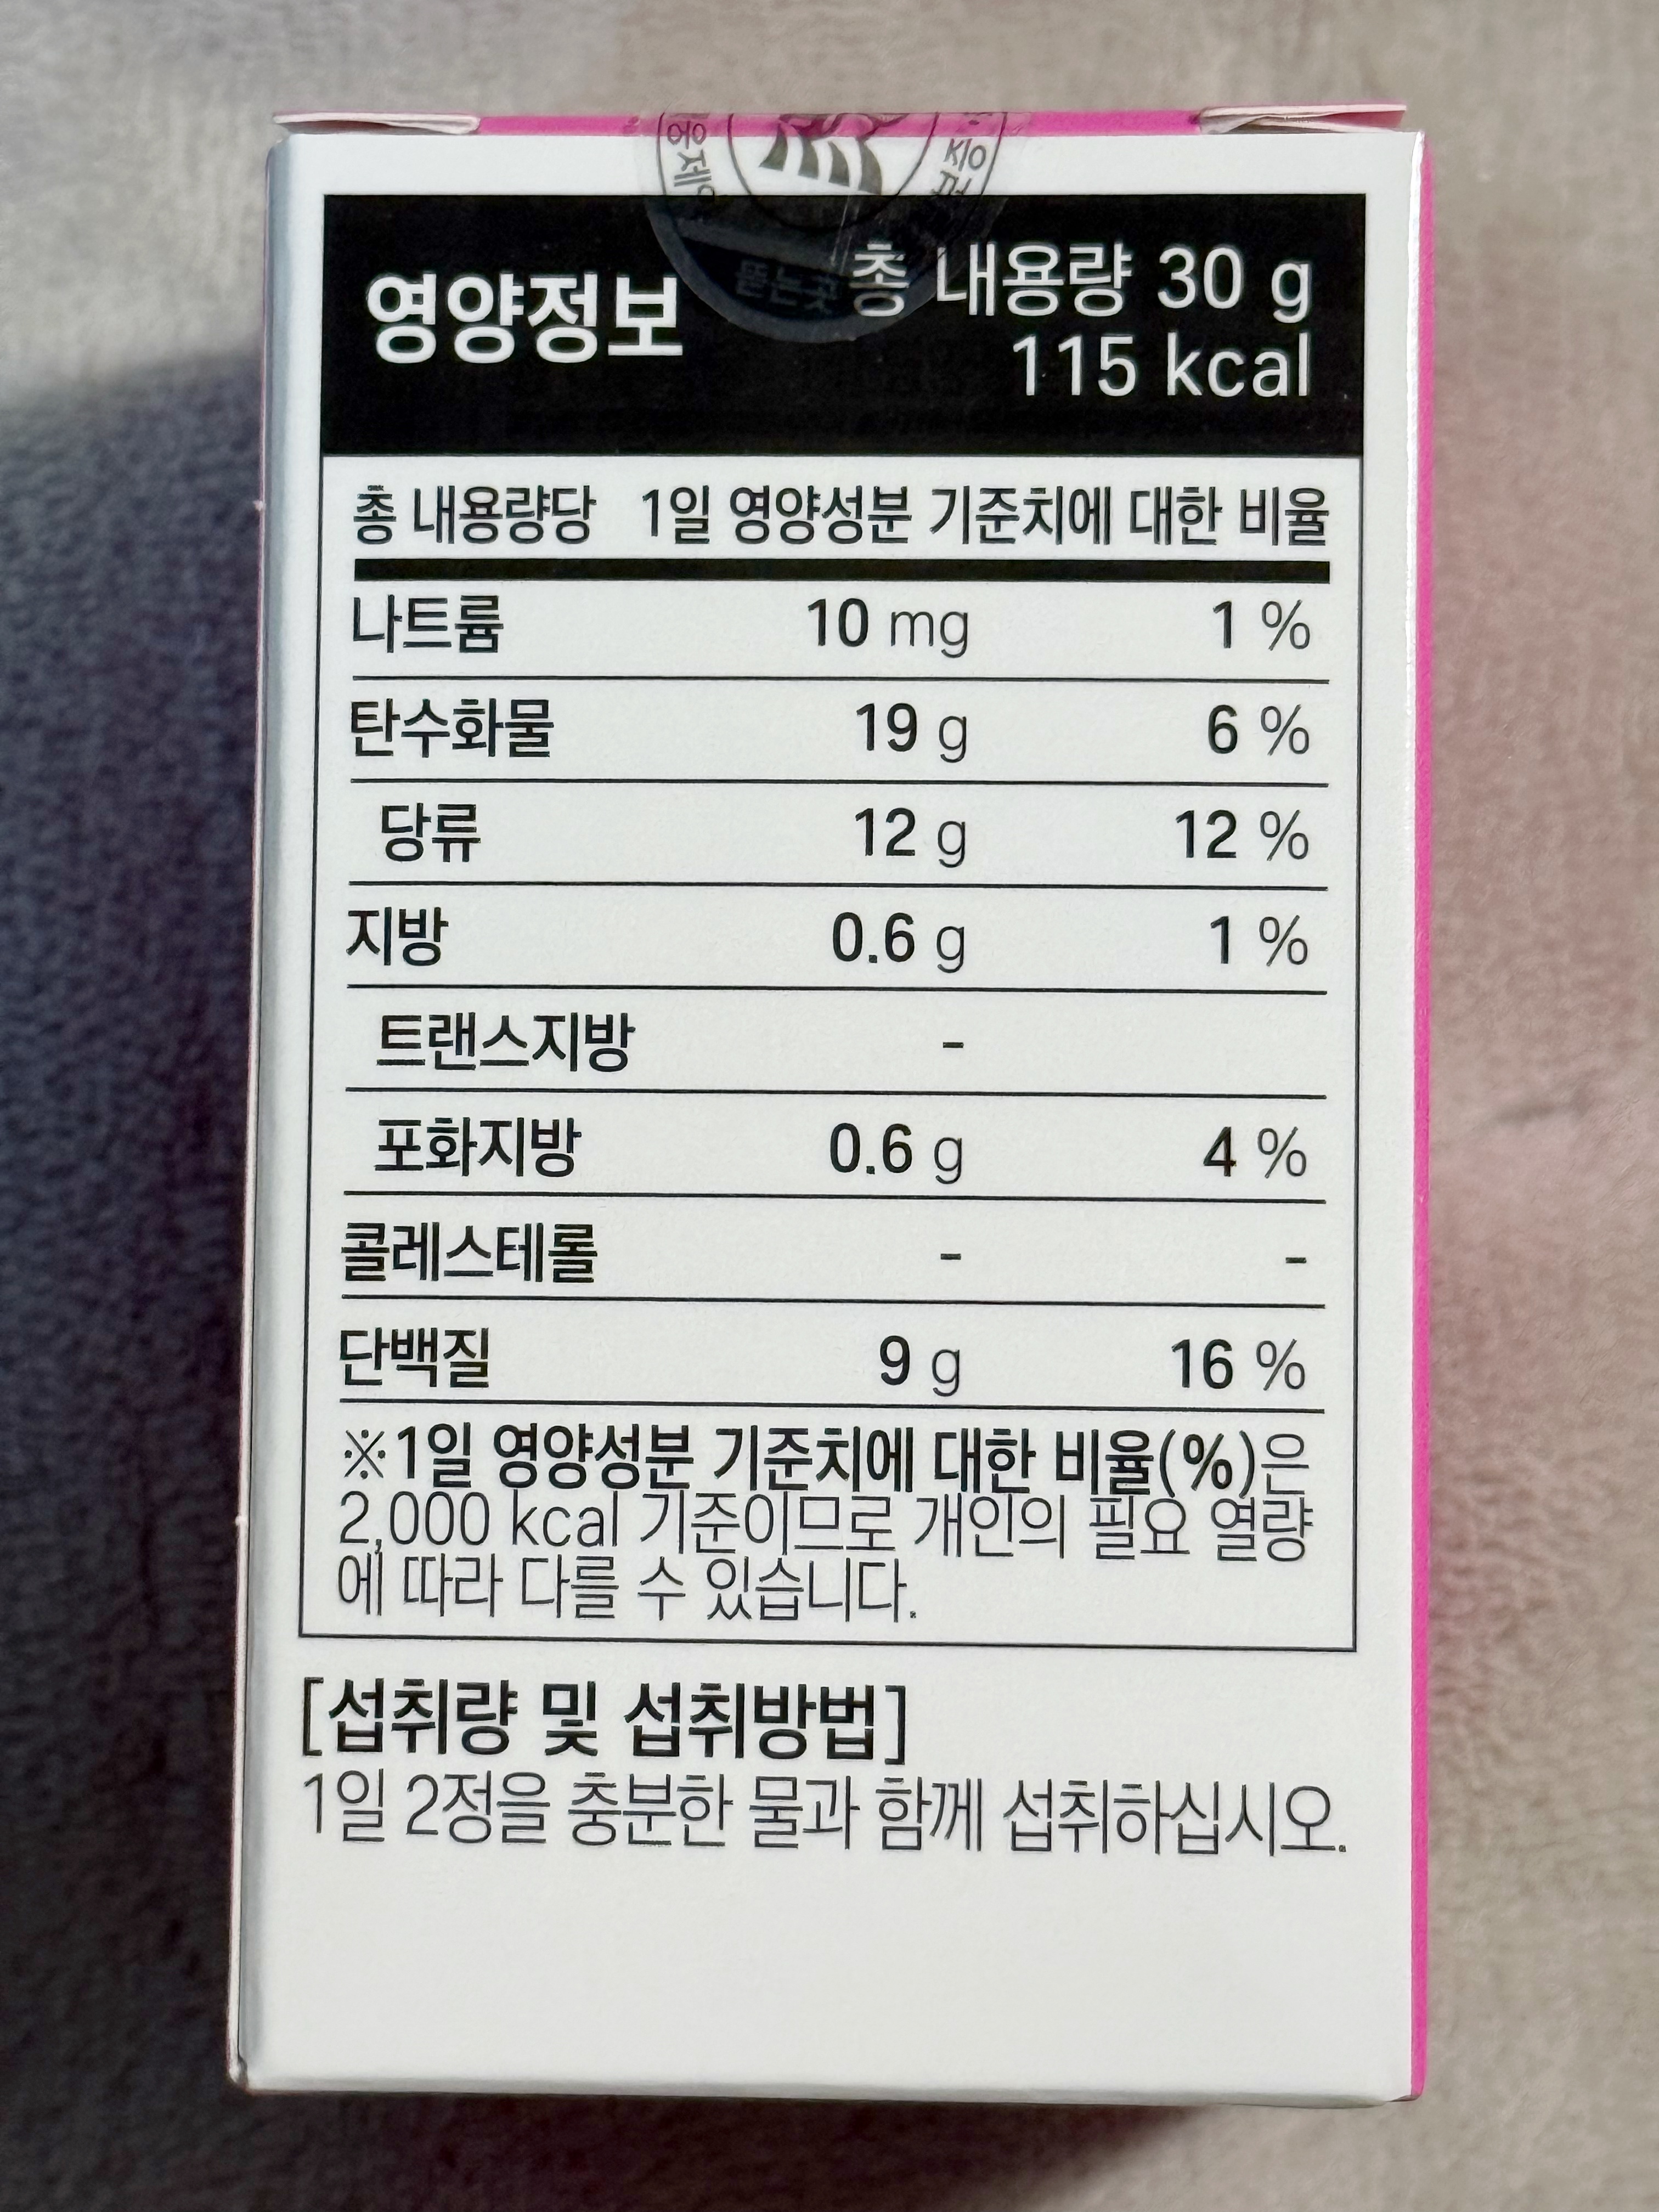 뜯는곳
영양정보
총 내용량 30 g
115 kcal
총 내용량당 1일 영양성분 기준치에 대한 비율
나트륨 10 mg 1 %
탄수화물 19 g 6 %
당류 12 g 12 %
지방 0.6 g 1 %
트랜스지방 -
포화지방 0.6 g 4 %
콜레스테롤 - -
단백질 9 g 16 %
※1일 영양성분 기준치에 대한 비율(%)은
2,000 kcal 기준이므로 개인의 필요 열량
에 따라 다를 수 있습니다.
[섭취량 및 섭취방법]
1일 2정을 충분한 물과 함께 섭취하십시오.